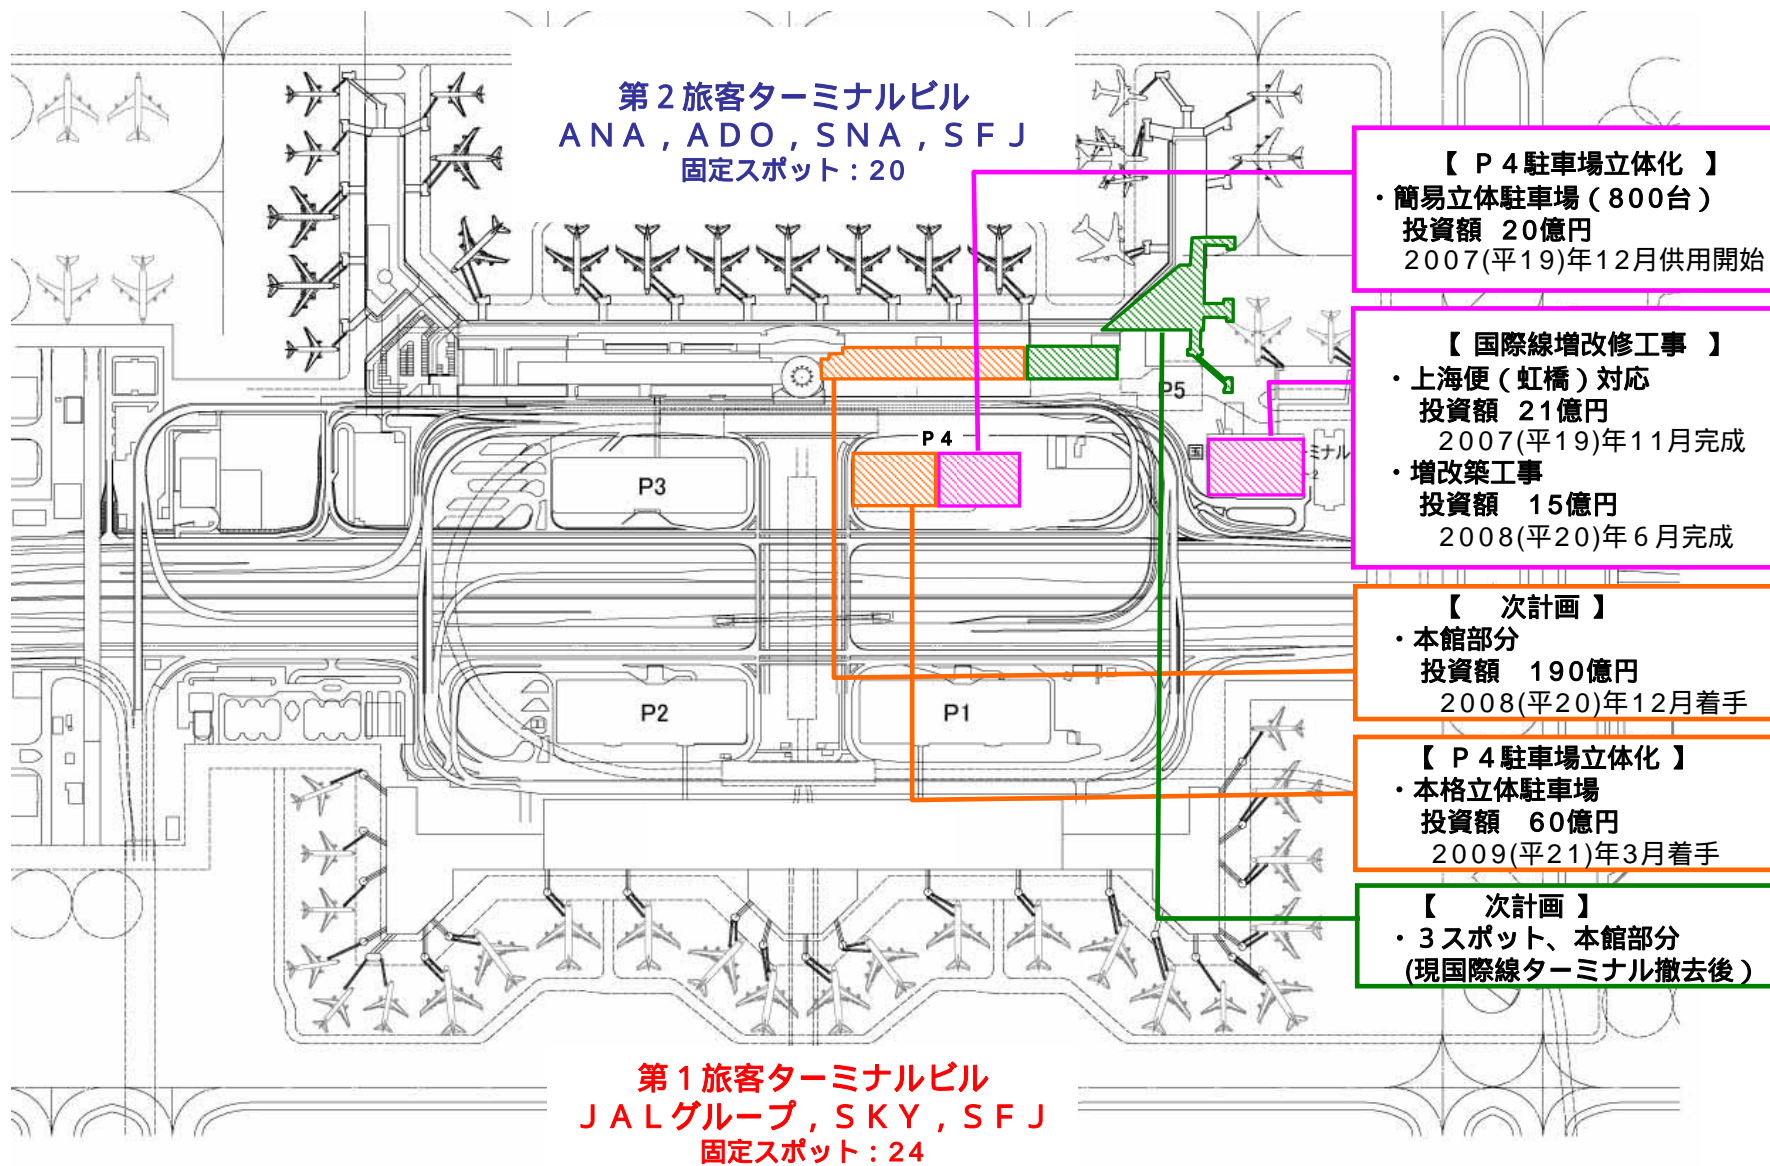 第２旅客ターミナルビル
ＡＮＡ，ＡＤＯ，ＳＮＡ，ＳＦＪ
固定スポット：20
【 Ｐ４駐車場立体化 】
・簡易立体駐車場（800台）
投資額 20億円
2007(平19)年12月供用開始
【 国際線増改修工事 】
・上海便（虹橋）対応
投資額 21億円
2007(平19)年11月完成
・増改築工事
投資額 15億円
2008(平20)年６月完成
【 次計画 】
・本館部分
投資額 190億円
2008(平20)年12月着手
【 Ｐ４駐車場立体化 】
・本格立体駐車場
投資額 60億円
2009(平21)年3月着手
【 次計画 】
・３スポット、本館部分
(現国際線ターミナル撤去後）
P5
Ｐ４
国
ミナル
P3
P2
P1
第１旅客ターミナルビル
ＪＡＬグループ，ＳＫＹ，ＳＦＪ
固定スポット：24